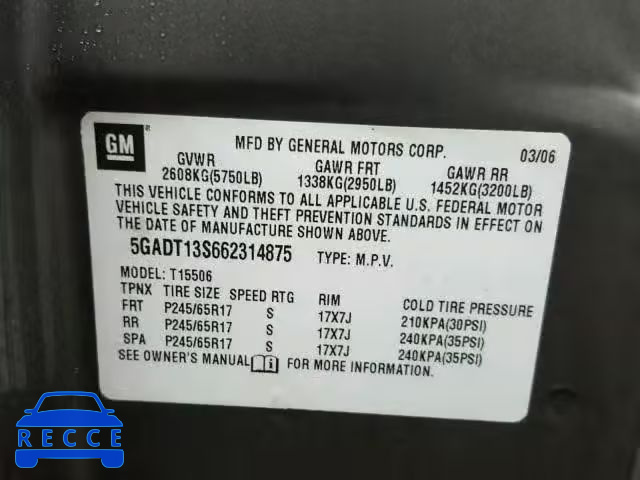 GM ®
MFD BY GENERAL MOTORS CORP. 03/06
GVWR GAWR FRT GAWR RR
2608KG(5750LB) 1338KG(2950LB) 1452KG(3200LB)
THIS VEHICLE CONFORMS TO ALL APPLICABLE U.S. FEDERAL MOTOR
VEHICLE SAFETY AND THEFT PREVENTION STANDARDS IN EFFECT ON
THE DATE OF MANUFACTURE SHOWN ABOVE.
5GADT13S662314875 TYPE: M.P.V.
MODEL: T15506
TPNX TIRE SIZE SPEED RTG RIM COLD TIRE PRESSURE
FRT P245/65R17 S 17X7J 210KPA(30PSI)
RR P245/65R17 S 17X7J 240KPA(35PSI)
SPA P245/65R17 S 17X7J 240KPA(35PSI)
SEE OWNER'S MANUAL FOR MORE INFORMATION.
RECCE